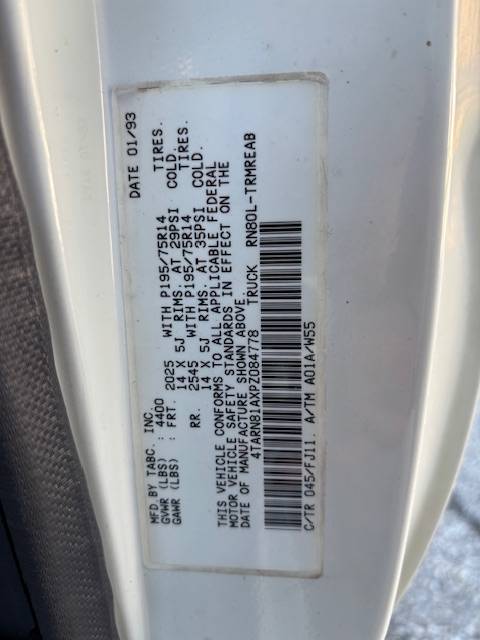 MFD.BY TABC. INC. DATE 01/93
GVWR (LBS) : 4400
GAWR (LBS) : FRT. 2025 WITH P195/75R14 TIRES.
14 X 5J RIMS. AT 29PSI COLD.
RR. 2545 WITH P195/75R14 TIRES.
14 X 5J RIMS. AT 35PSI COLD.
THIS VEHICLE CONFORMS TO ALL APPLICABLE FEDERAL
MOTOR VEHICLE SAFETY STANDARDS IN EFFECT ON THE
DATE OF MANUFACTURE SHOWN ABOVE.
4TARN81AXPZ084778 TRUCK RN80L-TRMREAB
C/TR 045/FJ11. A/TM A01A/W55